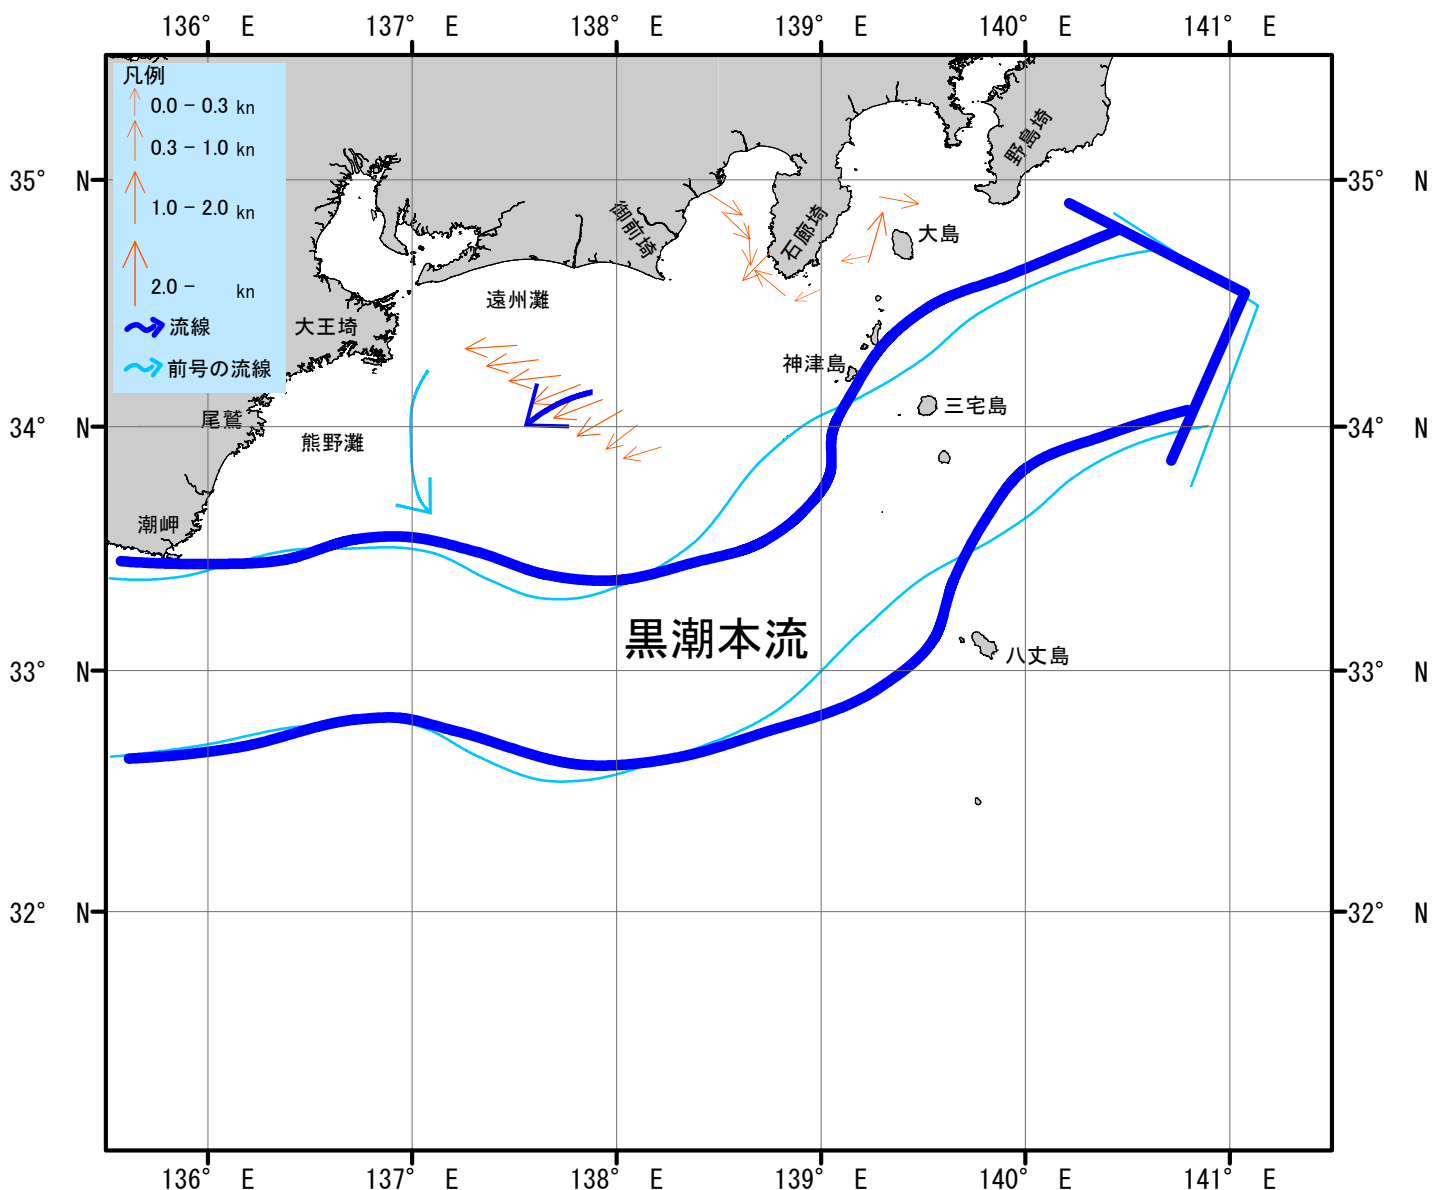 136° E 137° E 138° E 139° E 140° E 141° E
凡例
0.0 − 0.3 kn
0.3 − 1.0 kn
1.0 − 2.0 kn
2.0 − kn
流線
前号の流線
野島埼
35° N
35° N
御前埼
石廊埼
大島
遠州灘
大王埼
神津島
三宅島
尾鷲
34° N
34° N
熊野灘
潮岬
黒潮本流
八丈島
33° N
33° N
32° N
32° N
136° E 137° E 138° E 139° E 140° E 141° E